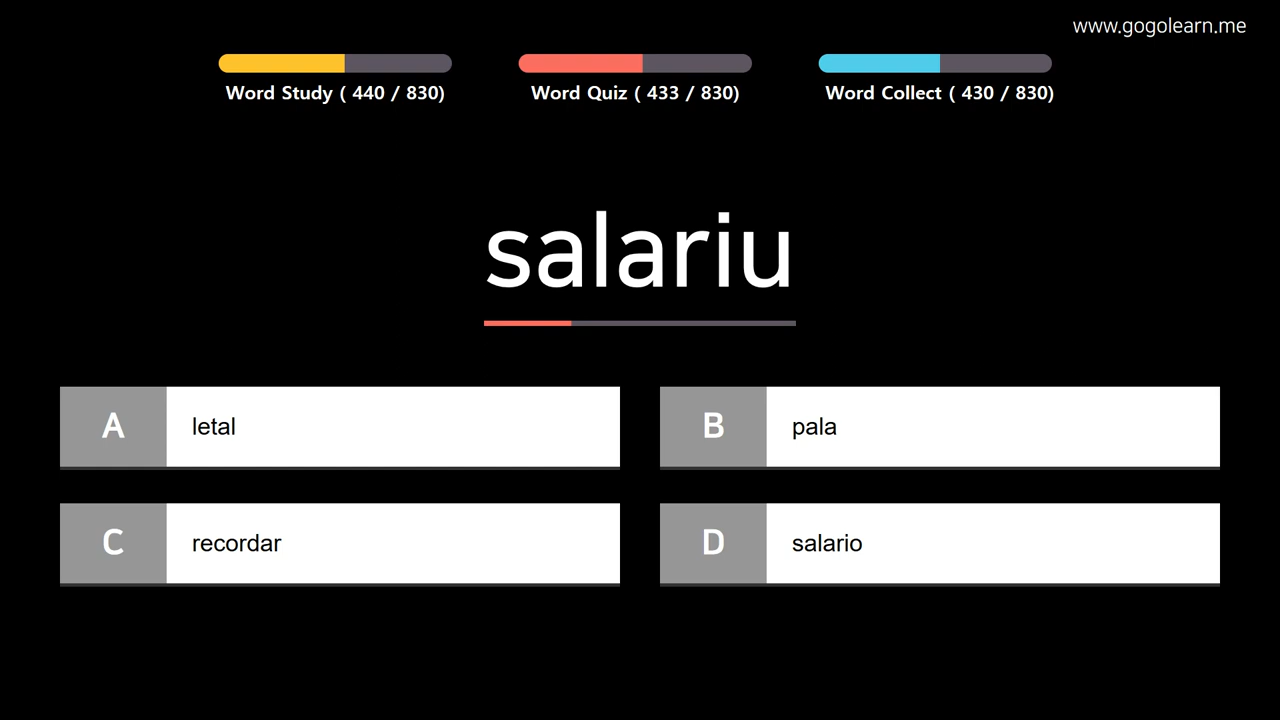 www.gogolearn.me
Word Study ( 440 / 830)
Word Quiz ( 433 / 830)
Word Collect ( 430 / 830)
salariu
A letal
B pala
C recordar
D salario